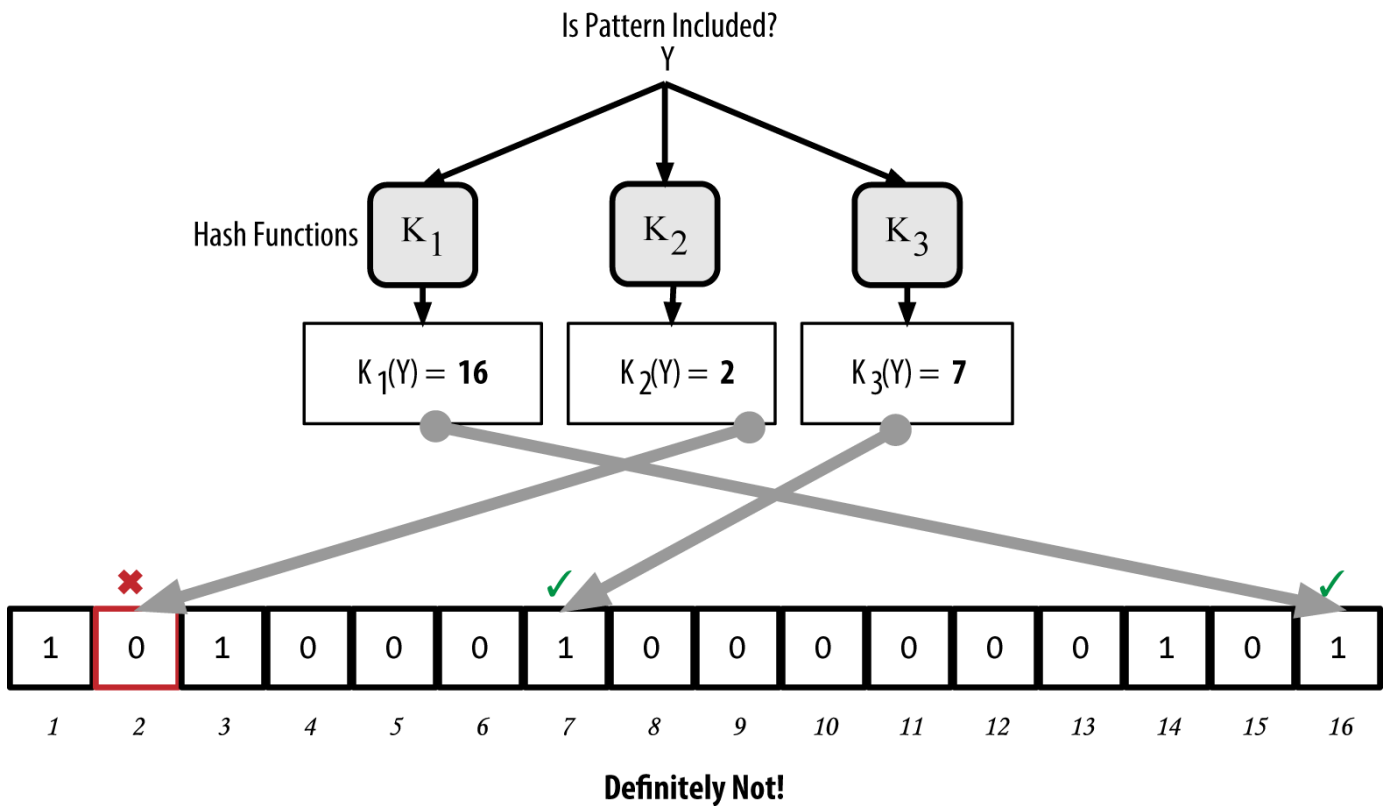 Is Pattern Included?
Y
Hash Functions K1 K2 K3
K1(Y) = 16 K2(Y) = 2 K3(Y) = 7
✖ ✓ ✓
1 0 1 0 0 0 1 0 0 0 0 0 0 1 0 1
1 2 3 4 5 6 7 8 9 10 11 12 13 14 15 16
Definitely Not!